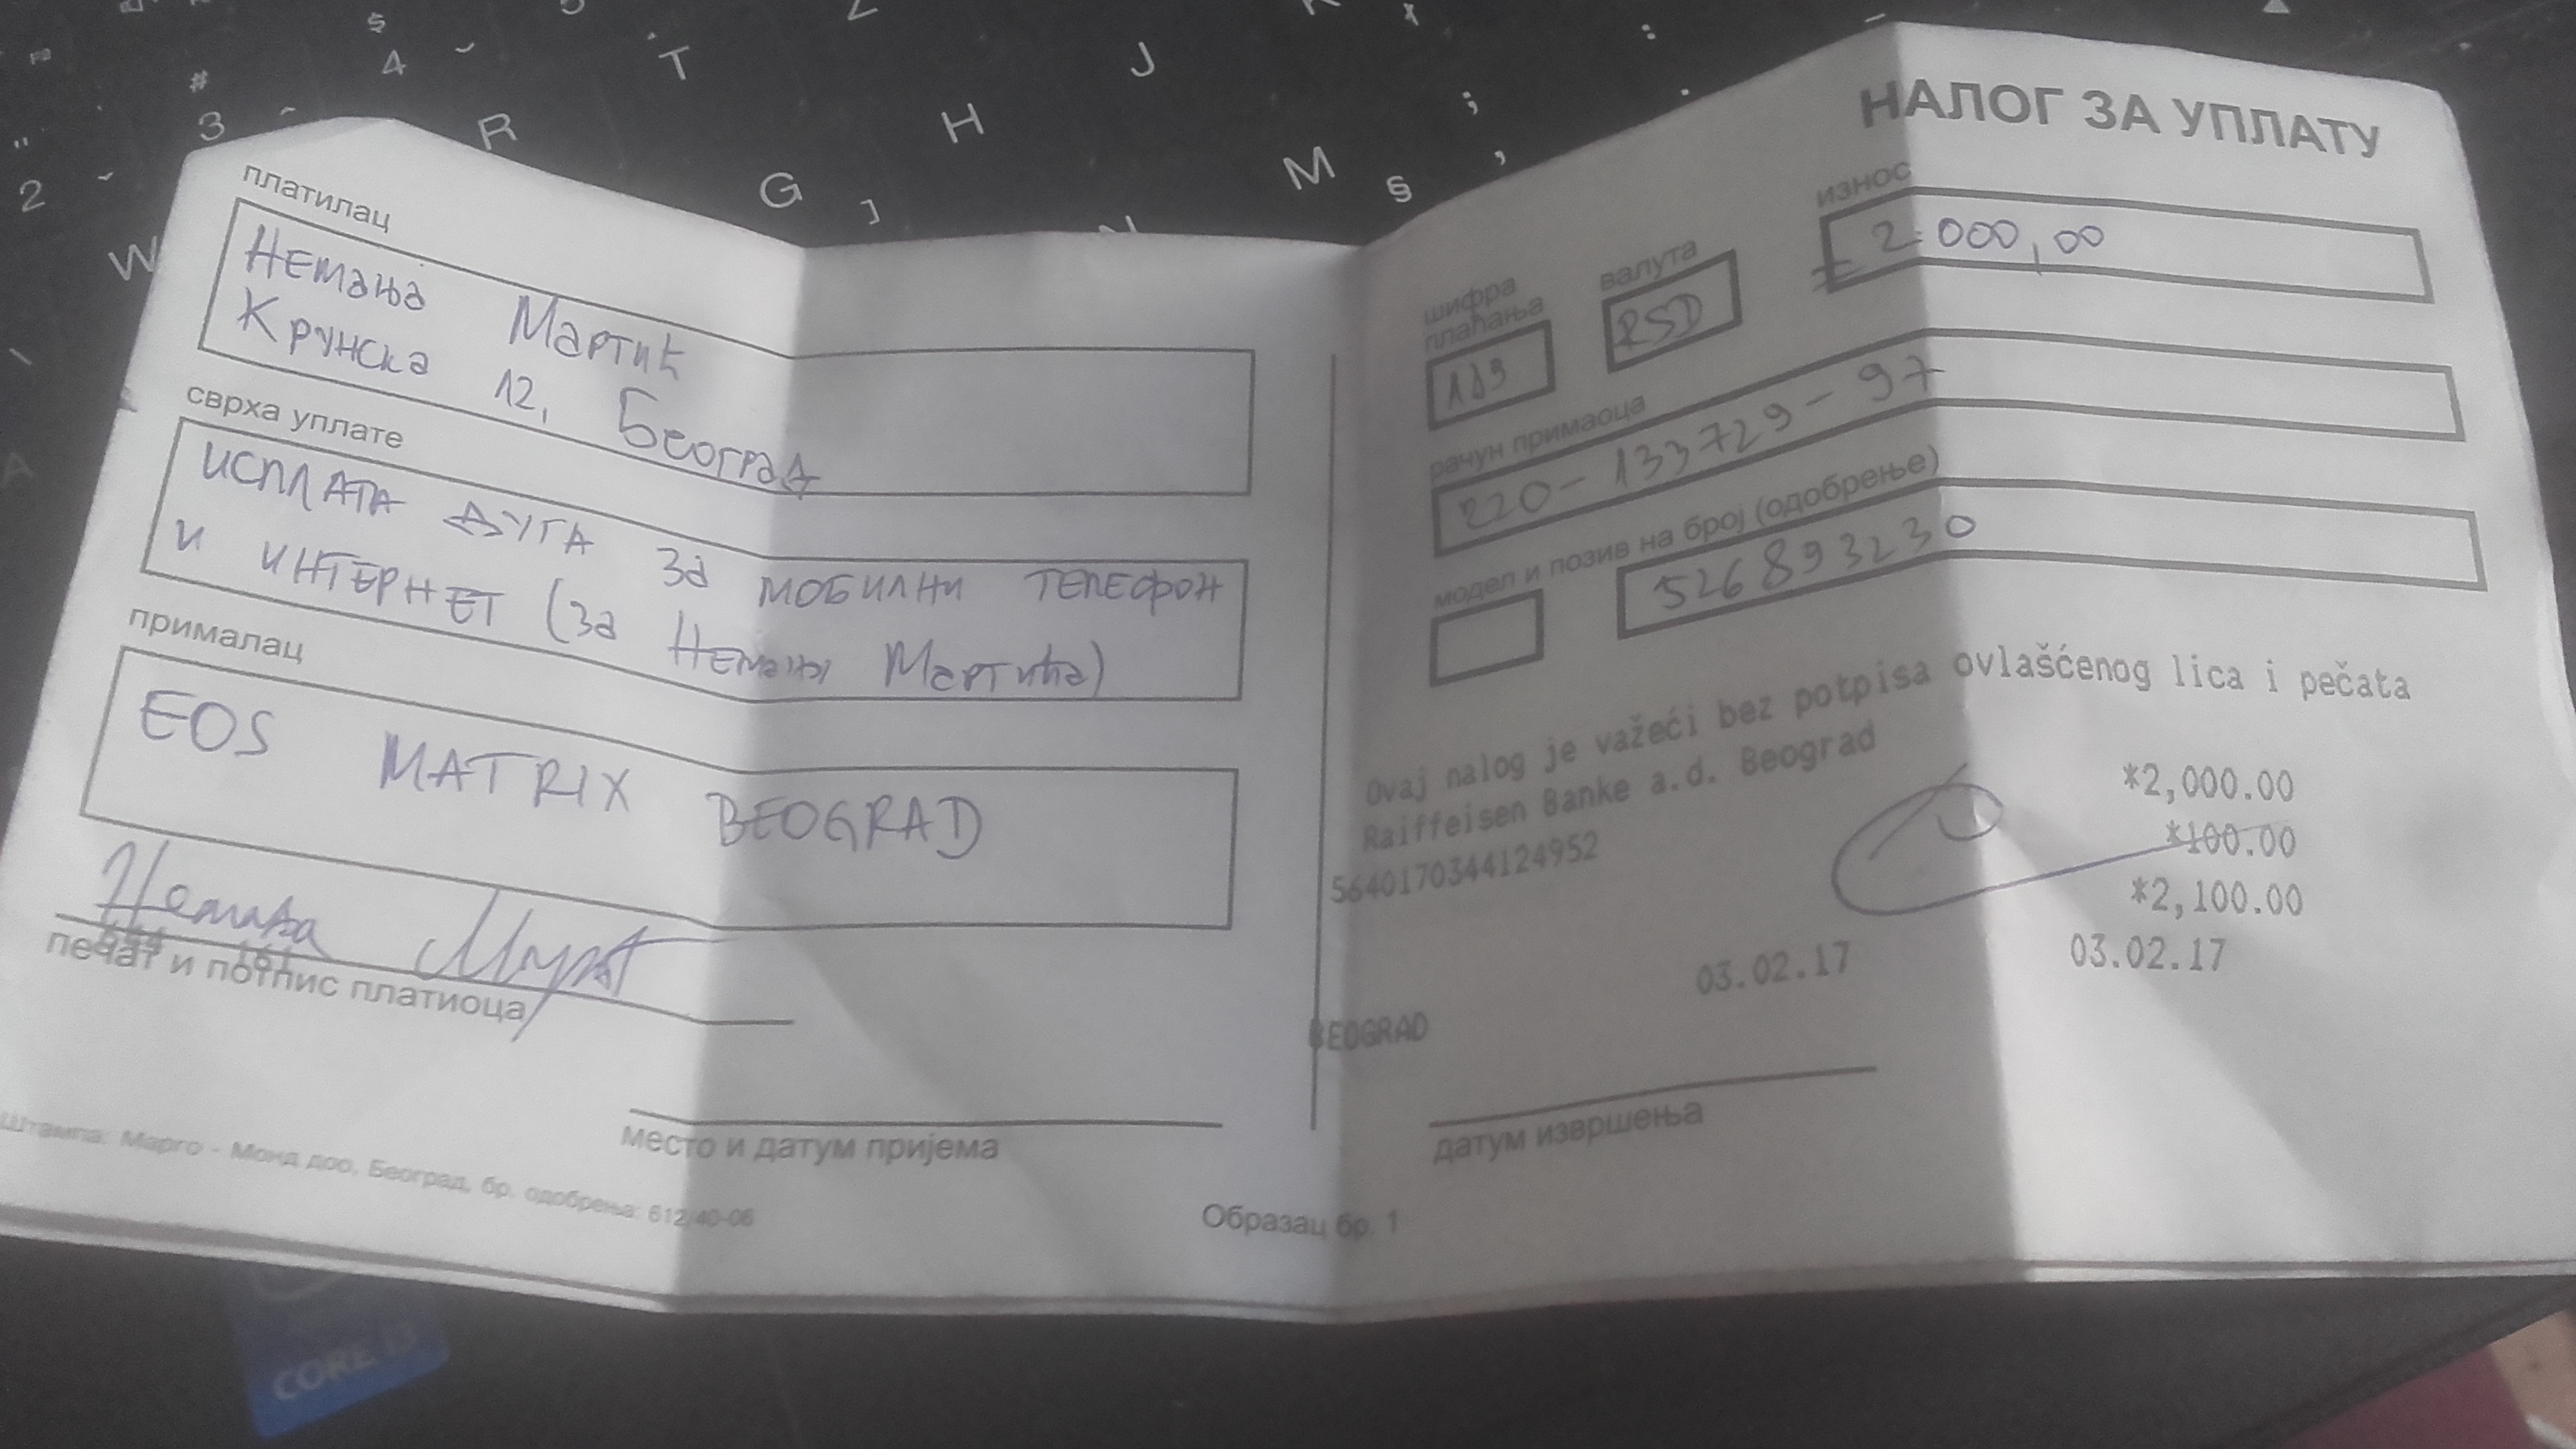 НАЛОГ ЗА УПЛАТУ
платилац
Немања Мартић
Крунска 12, Београд
сврха уплате
ИСПЛАТА ДУГА За МОБИЛНИ ТЕЛЕФОН
И ИНТЕРНЕТ (За Немању Мартића)
прималац
EOS MATRIX BEOGRAD
Немања
печат и потпис платиоца
место и датум пријема
Штампа: Марго - Монд доо, Београд, бр. одобрења: 612/40-06
Образац бр. 1
шифра плаћања
валута
износ
189
RSD
= 2.000,00
рачун примаоца
220-133729-97
модел и позив на број (одобрење)
526893230
Ovaj nalog je važeći bez potpisa ovlašćenog lica i pečata
Raiffeisen Banke a.d. Beograd
5640170344124952
*2,000.00
*100.00
*2,100.00
03.02.17
03.02.17
BEOGRAD
датум извршења
CORE i3
3
4
5
2
W
R
T
G
H
J
M
§